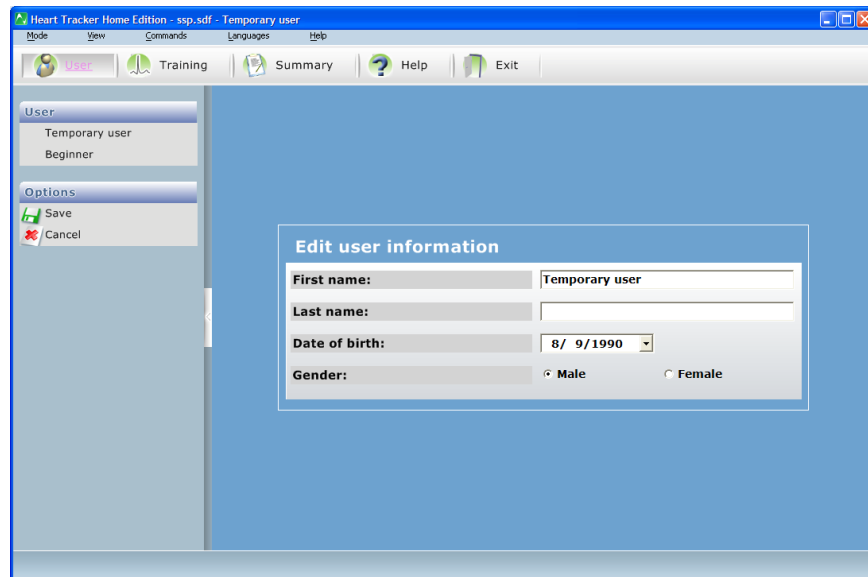 Heart Tracker Home Edition - ssp.sdf - Temporary user
Mode View Commands Languages Help
User Training Summary Help Exit
User
Temporary user
Beginner
Options
Save
Cancel
Edit user information
First name: Temporary user
Last name:
Date of birth: 8/ 9/1990
Gender: Male Female